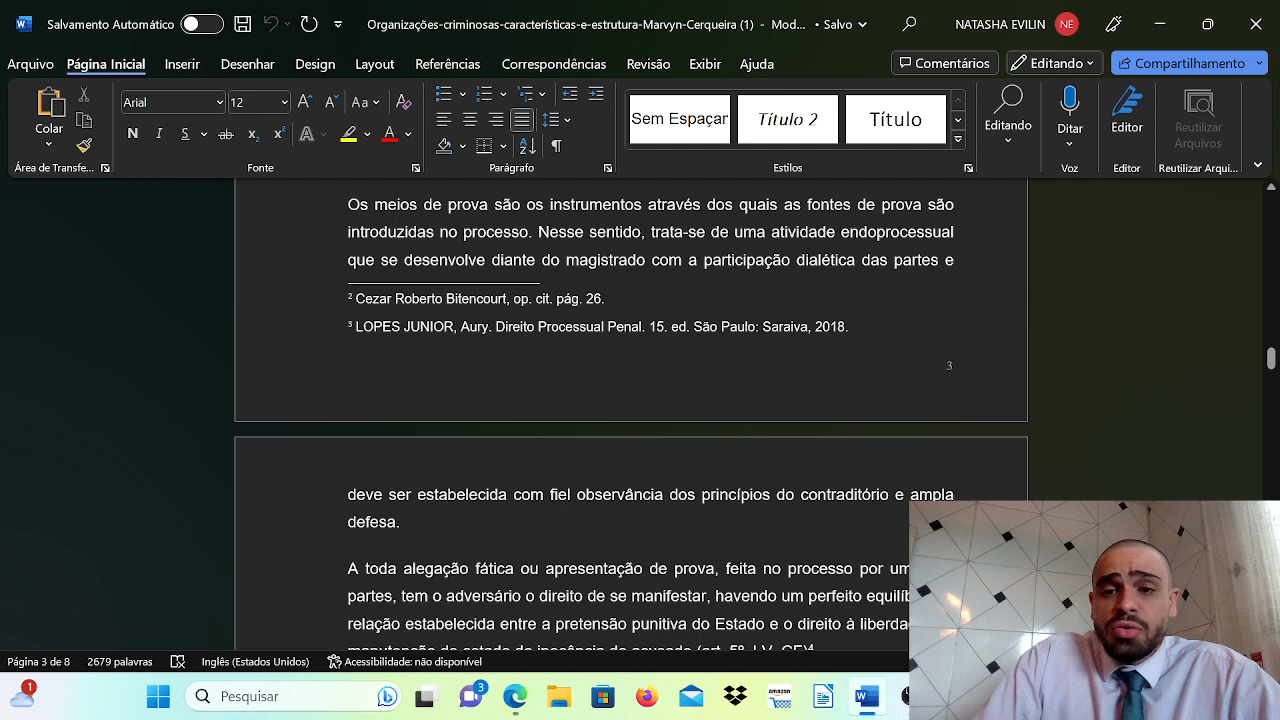 Salvamento Automático
Organizações-criminosas-características-e-estrutura-Marvyn-Cerqueira (1) - Mod... • Salvo
NATASHA EVILIN NE
Arquivo Página Inicial Inserir Desenhar Design Layout Referências Correspondências Revisão Exibir Ajuda Comentários Editando Compartilhamento
Colar
Arial 12
Sem Espaçar Título 2 Título
Editando Ditar Editor Reutilizar Arquivos
Área de Transfe... Fonte Parágrafo Estilos Voz Editor Reutilizar Arqui...
Os meios de prova são os instrumentos através dos quais as fontes de prova são
introduzidas no processo. Nesse sentido, trata-se de uma atividade endoprocessual
que se desenvolve diante do magistrado com a participação dialética das partes e
² Cezar Roberto Bitencourt, op. cit. pág. 26.
³ LOPES JUNIOR, Aury. Direito Processual Penal. 15. ed. São Paulo: Saraiva, 2018.
3
deve ser estabelecida com fiel observância dos princípios do contraditório e ampla
defesa.
A toda alegação fática ou apresentação de prova, feita no processo por um
partes, tem o adversário o direito de se manifestar, havendo um perfeito
relação estabelecida entre a pretensão punitiva do Estado e o direito à
Página 3 de 8 2679 palavras Inglês (Estados Unidos) Acessibilidade: não disponível
1 Pesquisar 3 amazon